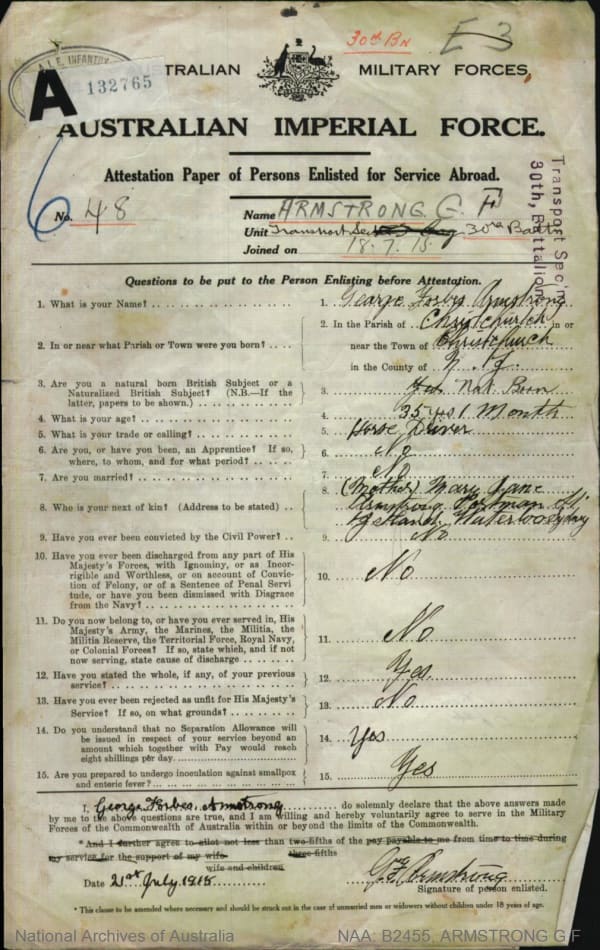 30th Bn E 3
A.I.F. INFANTRY
A 132765
TRALIAN MILITARY FORCES.
AUSTRALIAN IMPERIAL FORCE.
Attestation Paper of Persons Enlisted for Service Abroad.
Transport Sec'n
30th, Battalion
6
No. 48 Name ARMSTRONG. G. F
Unit Transport 30th Battn
Joined on 18.7.15.
Questions to be put to the Person Enlisting before Attestation.
1. What is your Name? 1. George Forbes Armstrong
2. In or near what Parish or Town were you born? 2. In the Parish of Christchurch in or
near the Town of Christchurch
in the County of N. Z.
3. Are you a natural born British Subject or a
Naturalized British Subject? (N.B.—If the
latter, papers to be shown.) 3. Yes Nat. Born
4. What is your age? 4. 35 yrs 1 Month
5. What is your trade or calling? 5. Horse Driver
6. Are you, or have you been, an Apprentice? If so,
where, to whom, and for what period? 6. No
7. Are you married? 7. No
8. Who is your next of kin? (Address to be stated) 8. (Mother) Mary Jane
Armstrong
Waterloo Sydney
9. Have you ever been convicted by the Civil Power? 9. No
10. Have you ever been discharged from any part of His
Majesty's Forces, with Ignominy, or as Incor-
rigible and Worthless, or on account of Convic-
tion of Felony, or of a Sentence of Penal Servi
tude, or have you been dismissed with Disgrace
from the Navy? 10. No
11. Do you now belong to, or have you ever served in, His
Majesty's Army, the Marines, the Militia, the
Militia Reserve, the Territorial Force, Royal Navy,
or Colonial Forces? If so, state which, and if not
now serving, state cause of discharge 11. No
12. Have you stated the whole, if any, of your previous
service? 12. Yes
13. Have you ever been rejected as unfit for His Majesty's
Service? If so, on what grounds? 13. No
14. Do you understand that no Separation Allowance will
be issued in respect of your service beyond an
amount which together with Pay would reach
eight shillings per day. 14. Yes
15. Are you prepared to undergo inoculation against smallpox
and enteric fever? 15. Yes
I, George Forbes Armstrong do solemnly declare that the above answers made
by me to the above questions are true, and I am willing and hereby voluntarily agree to serve in the Military
Forces of the Commonwealth of Australia within or beyond the limits of the Commonwealth.
*And I further agree to allot not less than two-fifths of the pay payable to me from time to time during
three-fifths
my service for the support of my wife
wife and children
Date 21st July 1915 G F Armstrong
Signature of person enlisted.
* This clause to be amended where necessary and should be struck out in the case of unmarried men or widowers without children under 18 years of age.
National Archives of Australia NAA: B2455, ARMSTRONG G F